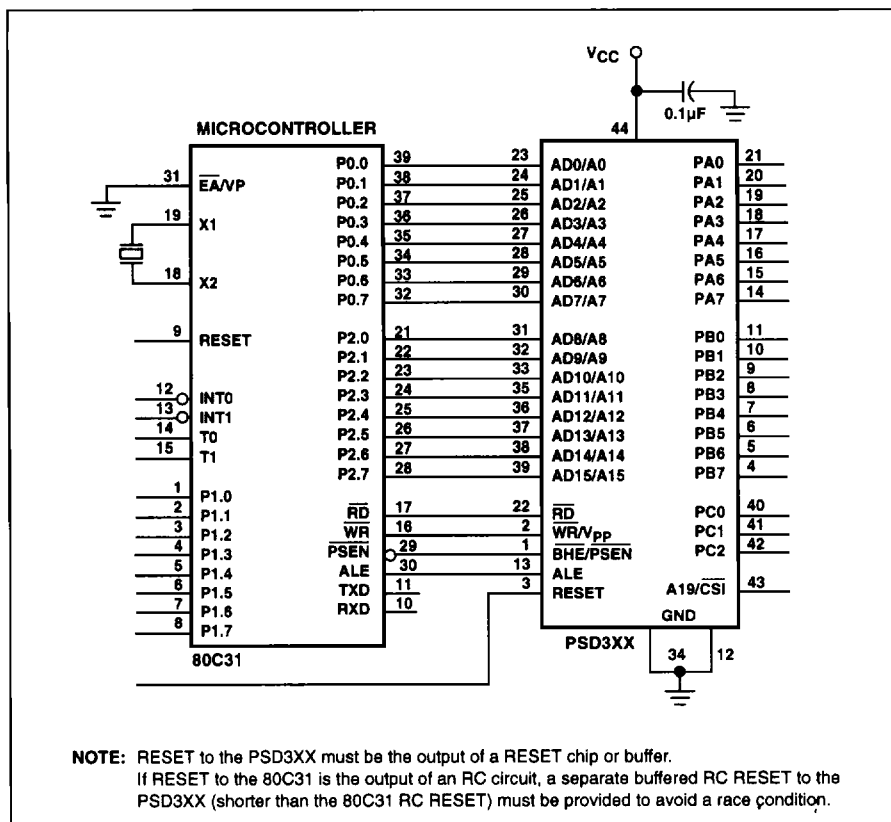 VCC
0.1µF
44
MICROCONTROLLER
31 EA/VP P0.0 39 23 AD0/A0 PA0 21
P0.1 38 24 AD1/A1 PA1 20
P0.2 37 25 AD2/A2 PA2 19
19 X1 P0.3 36 26 AD3/A3 PA3 18
P0.4 35 27 AD4/A4 PA4 17
P0.5 34 28 AD5/A5 PA5 16
18 X2 P0.6 33 29 AD6/A6 PA6 15
P0.7 32 30 AD7/A7 PA7 14
9 RESET P2.0 21 31 AD8/A8 PB0 11
P2.1 22 32 AD9/A9 PB1 10
P2.2 23 33 AD10/A10 PB2 9
12 INT0 P2.3 24 35 AD11/A11 PB3 8
13 INT1 P2.4 25 36 AD12/A12 PB4 7
14 T0 P2.5 26 37 AD13/A13 PB5 6
15 T1 P2.6 27 38 AD14/A14 PB6 5
P2.7 28 39 AD15/A15 PB7 4
1 P1.0 RD 17 22 RD PC0 40
2 P1.1 WR 16 2 WR/VPP PC1 41
3 P1.2 PSEN 29 1 BHE/PSEN PC2 42
4 P1.3 ALE 30 13 ALE
5 P1.4 TXD 11 3 RESET A19/CSI 43
6 P1.5 RXD 10
7 P1.6 GND
8 P1.7
80C31 PSD3XX 34 12
NOTE: RESET to the PSD3XX must be the output of a RESET chip or buffer.
If RESET to the 80C31 is the output of an RC circuit, a separate buffered RC RESET to the
PSD3XX (shorter than the 80C31 RC RESET) must be provided to avoid a race condition.